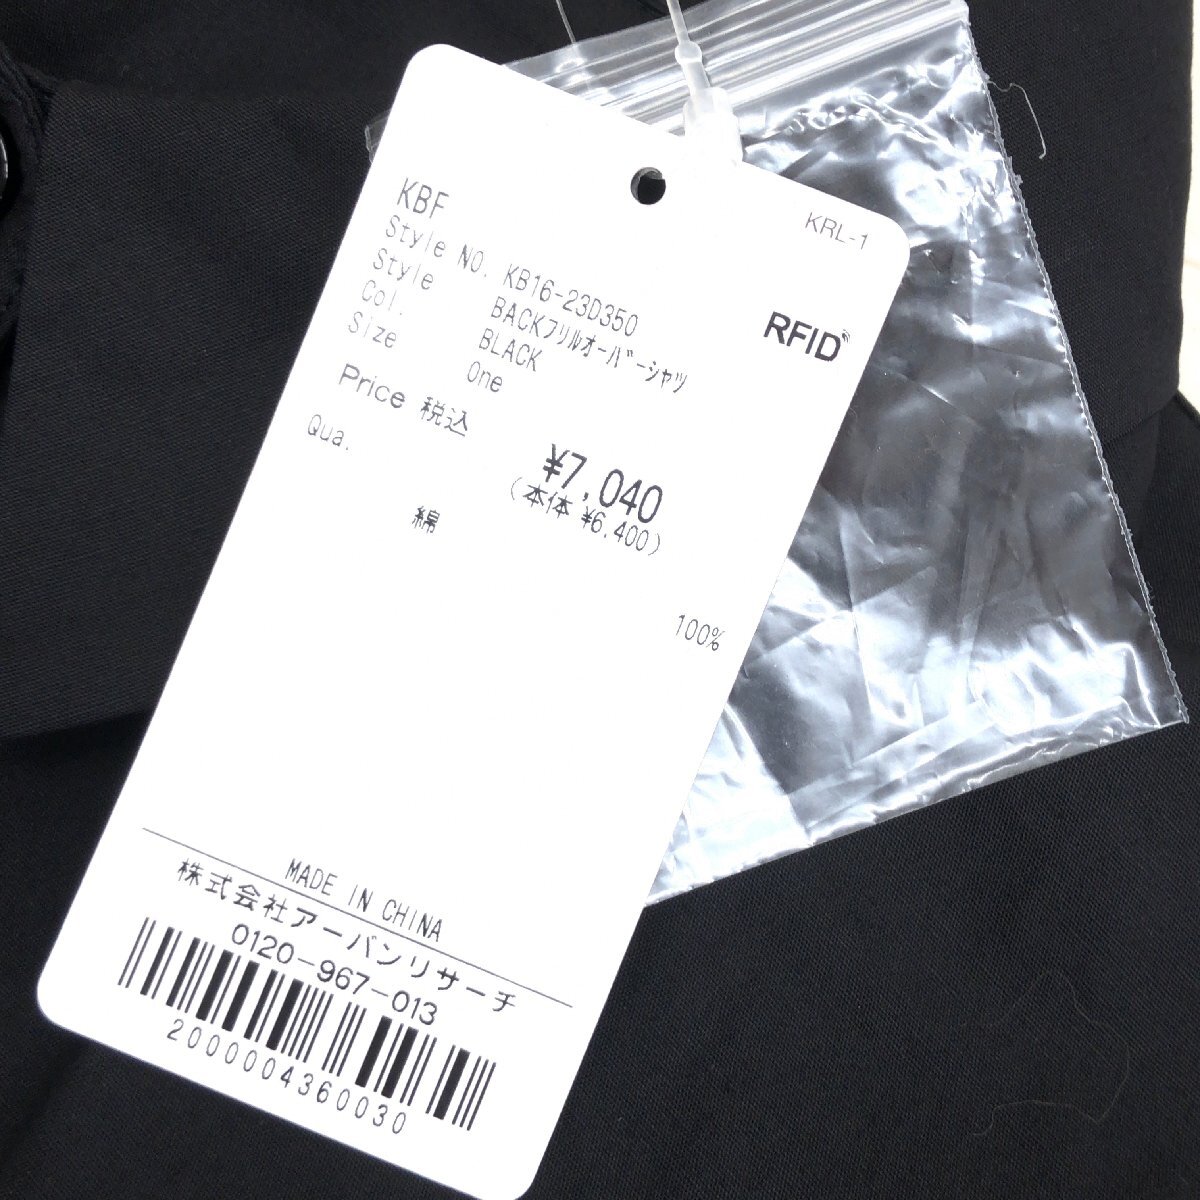 KRL-1
KBF
Style NO. KB16-23D350
Style BACKフリルオーバーシャツ
Col. BLACK
Size One
RFID
Price 税込 ¥7,040
(本体 ¥6,400)
Qua.
綿 100%
MADE IN CHINA
株式会社アーバンリサーチ
0120-967-013
2000004360030